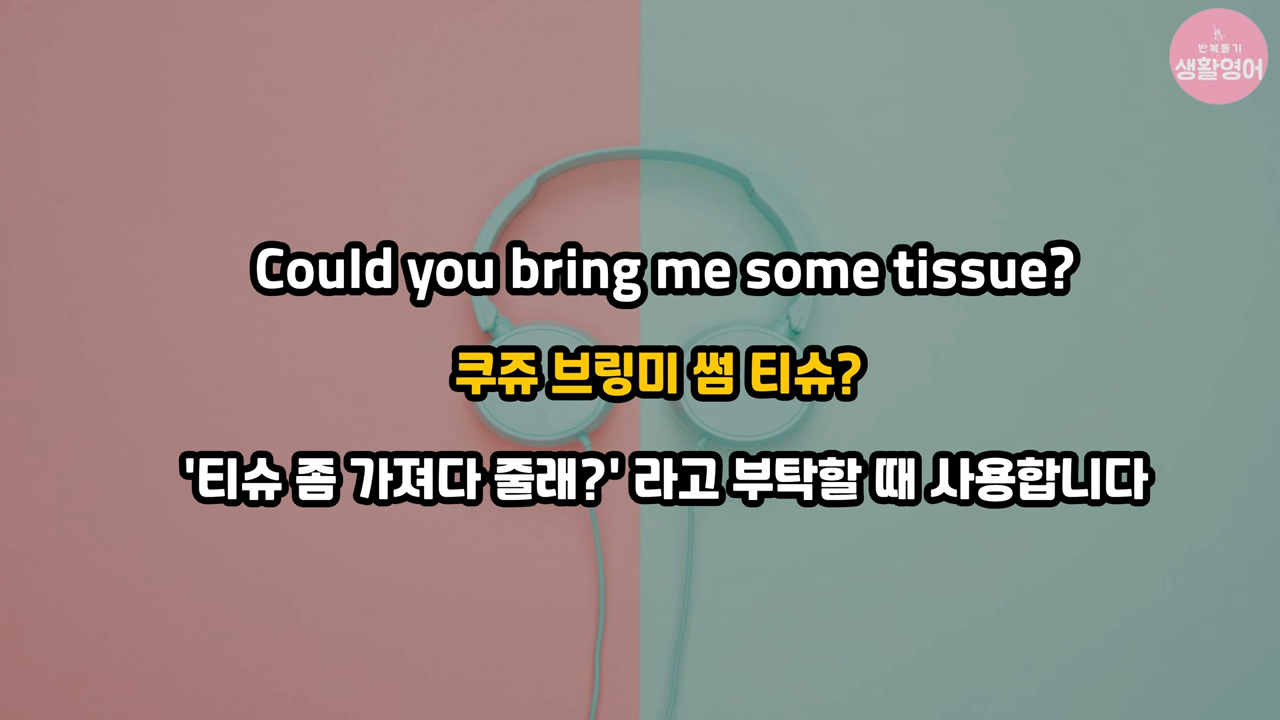 반복듣기
생활영어
Could you bring me some tissue?
쿠쥬 브링미 썸 티슈?
'티슈 좀 가져다 줄래?' 라고 부탁할 때 사용합니다